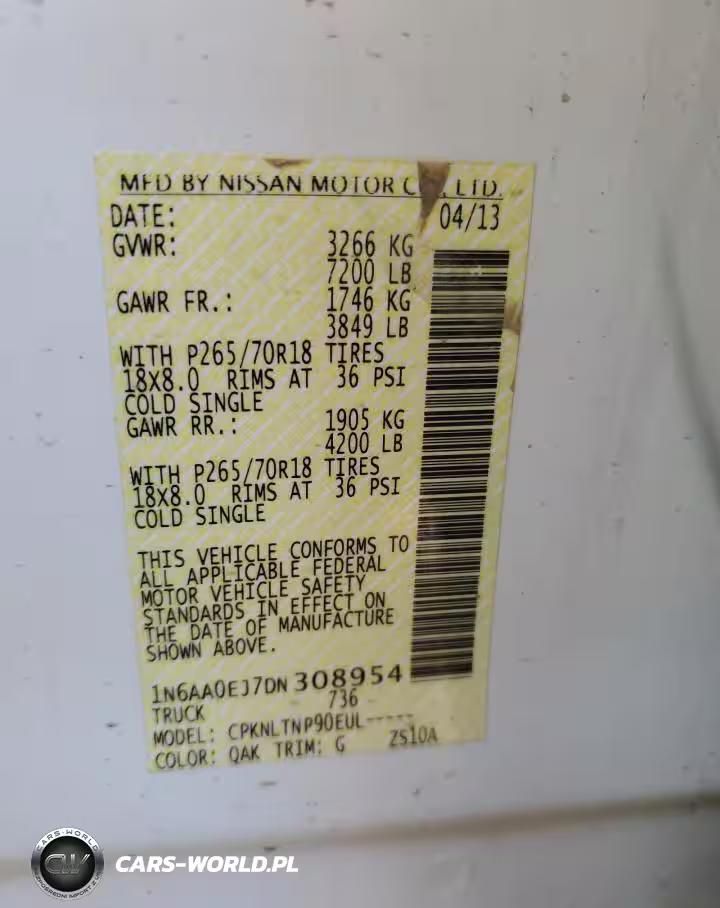 MFD BY NISSAN MOTOR C , LTD.
DATE: 04/13
GVWR: 3266 KG
7200 LB
GAWR FR.: 1746 KG
3849 LB
WITH P265/70R18 TIRES
18X8.0 RIMS AT 36 PSI
COLD SINGLE
GAWR RR.: 1905 KG
4200 LB
WITH P265/70R18 TIRES
18X8.0 RIMS AT 36 PSI
COLD SINGLE
THIS VEHICLE CONFORMS TO
ALL APPLICABLE FEDERAL
MOTOR VEHICLE SAFETY
STANDARDS IN EFFECT ON
THE DATE OF MANUFACTURE
SHOWN ABOVE.
1N6AA0EJ7DN308954
TRUCK - 736 -
MODEL: CPKNLTNP90EUL-----
COLOR: QAK TRIM: G ZS10A
CARS-WORLD
CW
CARS-WORLD.PL